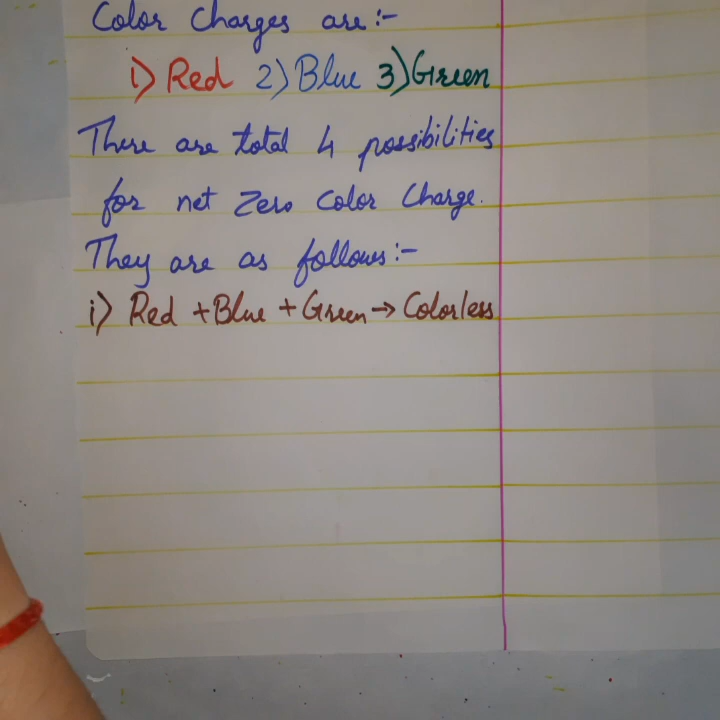 Color Charges are:-
i) Red 2) Blue 3) Green
There are total 4 possibilities
for net Zero Color Charge.
They are as follows:-
i) Red + Blue + Green → Colorless